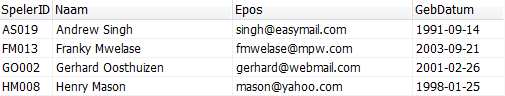 SpelerID Naam Epos GebDatum
AS019 Andrew Singh singh@easymail.com 1991-09-14
FM013 Franky Mwelase fmwelase@mpw.com 2003-09-21
GO002 Gerhard Oosthuizen gerhard@webmail.com 2001-02-26
HM008 Henry Mason mason@yahoo.com 1998-01-25